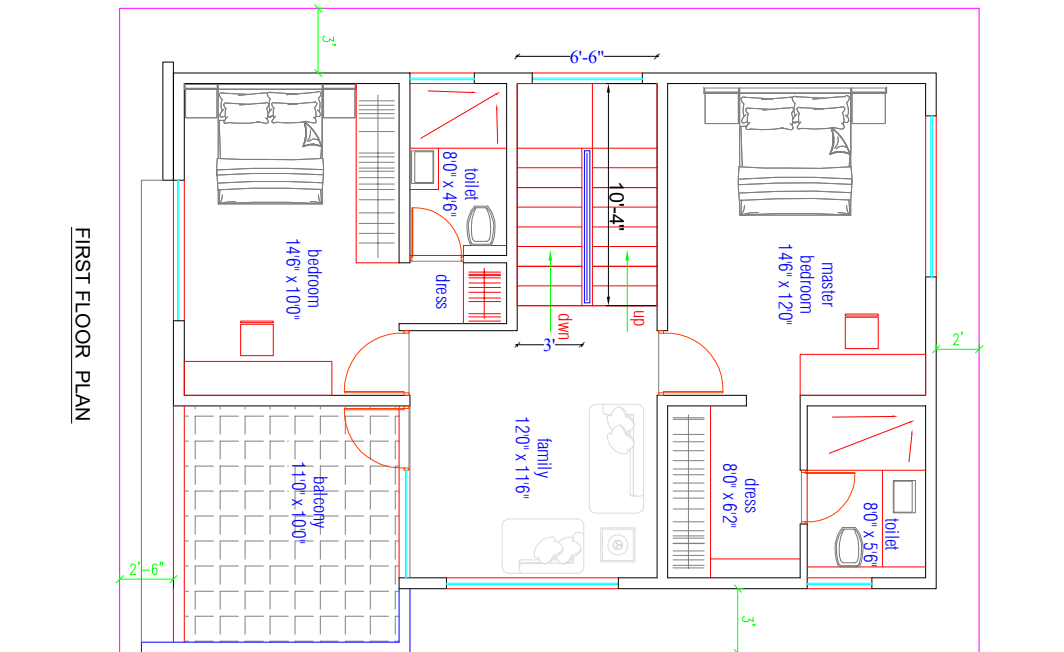 3'
6'-6"
toilet
8'0" x 4'6"
10'-4"
bedroom
14'6" x 10'0"
dress
master
bedroom
14'6" x 12'0"
up
dwn
3'
2'
FIRST FLOOR PLAN
family
12'0" x 11'6"
balcony
11'0" x 10'0"
dress
8'0" x 6'2"
toilet
8'0" x 5'6"
2'-6"
3'